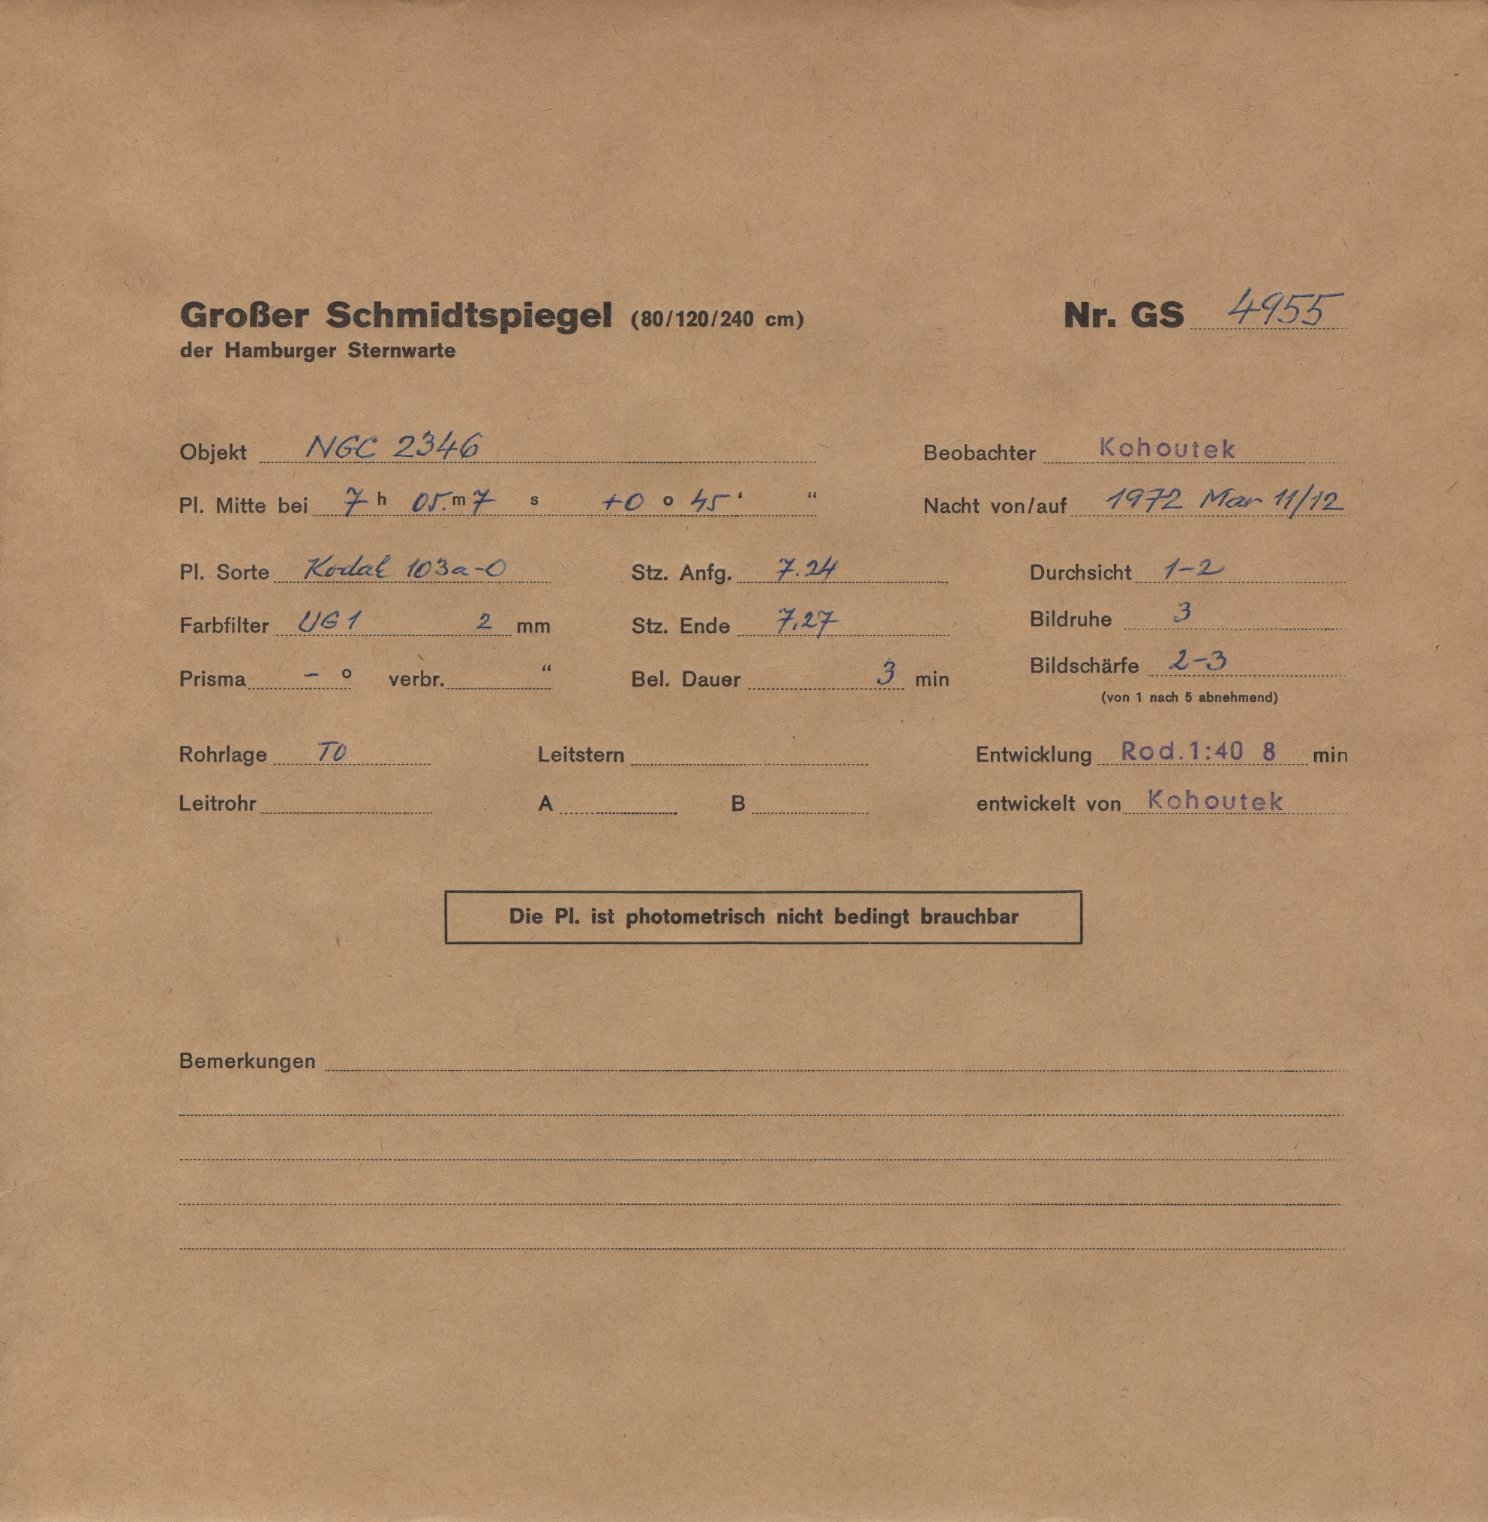 Großer Schmidtspiegel (80/120/240 cm) Nr. GS 4955
der Hamburger Sternwarte
Objekt NGC 2346 Beobachter Kohoutek
Pl. Mitte bei 7 h 05. m 7 s +0 o 45 ‘ “ Nacht von/auf 1972 Mar 11/12
Pl. Sorte Kodak 103a-O Stz. Anfg. 7.24 Durchsicht 1-2
Farbfilter UG1 2 mm Stz. Ende 7.27 Bildruhe 3
Prisma – o verbr. “ Bel. Dauer 3 min Bildschärfe 2-3
(von 1 nach 5 abnehmend)
Rohrlage TO Leitstern Entwicklung Rod.1:40 8 min
Leitrohr A B entwickelt von Kohoutek
Die Pl. ist photometrisch nicht bedingt brauchbar
Bemerkungen